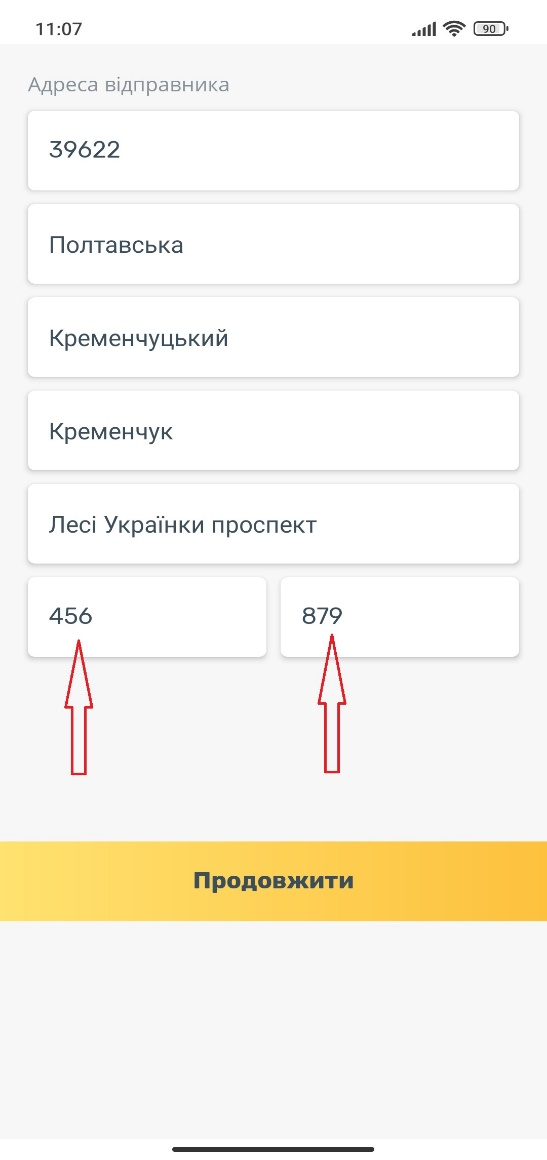 11:07
90
Адреса відправника
39622
Полтавська
Кременчуцький
Кременчук
Лесі Українки проспект
456 879
Продовжити